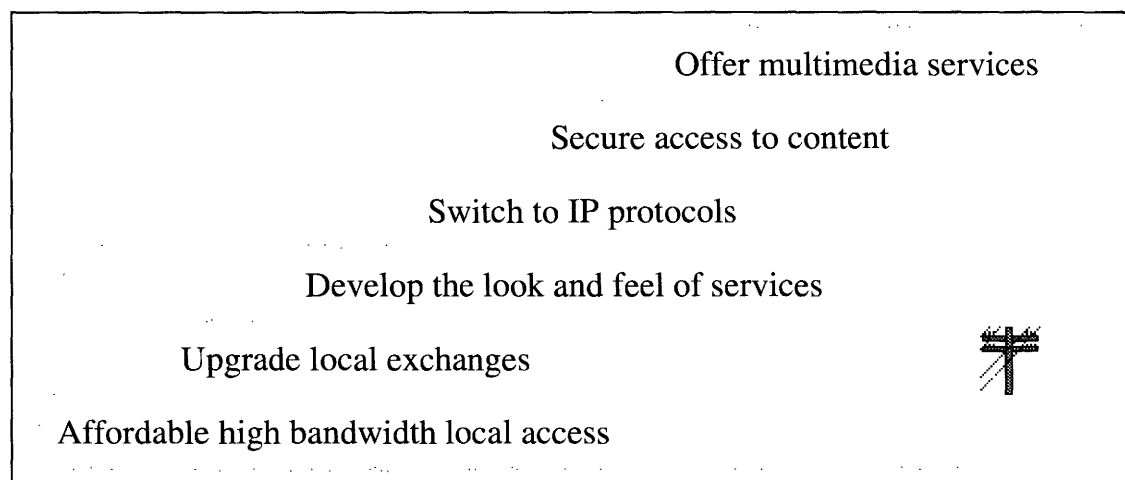 Offer multimedia services
Secure access to content
Switch to IP protocols
Develop the look and feel of services
Upgrade local exchanges
Affordable high bandwidth local access